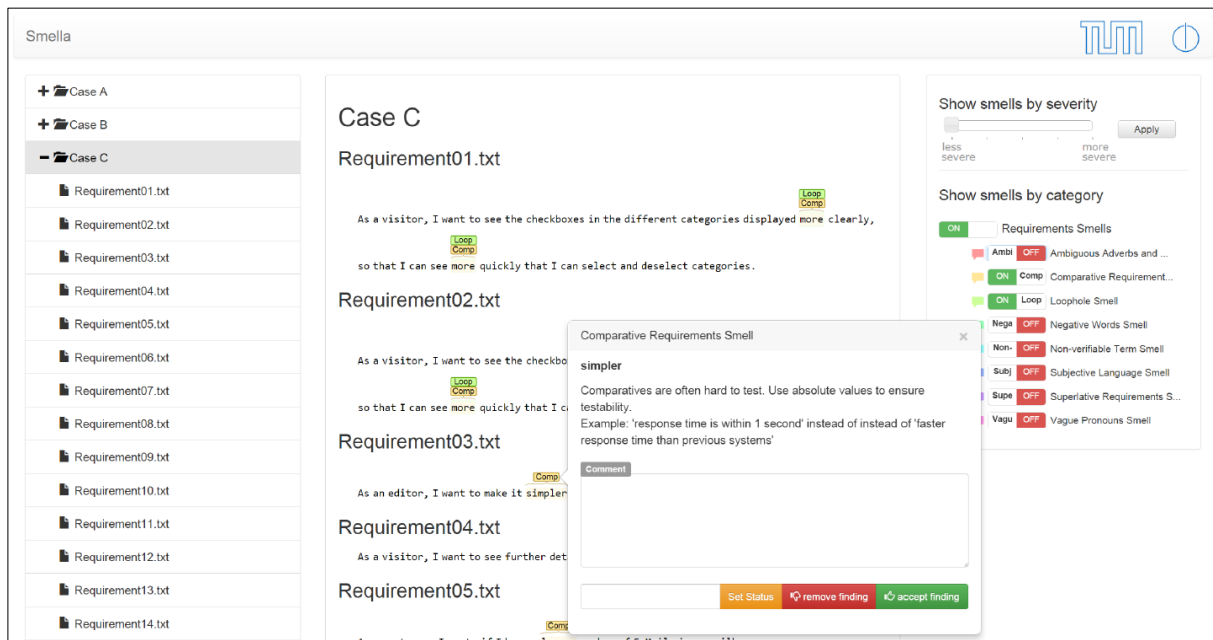 Smella
TUM
Case A
Case B
Case C
Requirement01.txt
Requirement02.txt
Requirement03.txt
Requirement04.txt
Requirement05.txt
Requirement06.txt
Requirement07.txt
Requirement08.txt
Requirement09.txt
Requirement10.txt
Requirement11.txt
Requirement12.txt
Requirement13.txt
Requirement14.txt
Case C
Requirement01.txt
Loop
Comp
As a visitor, I want to see the checkboxes in the different categories displayed more clearly,
Loop
Comp
so that I can see more quickly that I can select and deselect categories.
Requirement02.txt
As a visitor, I want to see the checkbo
Loop
Comp
so that I can see more quickly that I c
Requirement03.txt
Comp
As an editor, I want to make it simpler
Requirement04.txt
As a visitor, I want to see further det
Requirement05.txt
Comp
Comparative Requirements Smell ×
simpler
Comparatives are often hard to test. Use absolute values to ensure
testability.
Example: 'response time is within 1 second' instead of instead of 'faster
response time than previous systems'
Comment
Set Status remove finding accept finding
Show smells by severity
Apply
less more
severe severe
Show smells by category
ON Requirements Smells
Ambi OFF Ambiguous Adverbs and ...
ON Comp Comparative Requirement...
ON Loop Loophole Smell
Nega OFF Negative Words Smell
Non- OFF Non-verifiable Term Smell
Subj OFF Subjective Language Smell
Supe OFF Superlative Requirements S...
Vagu OFF Vague Pronouns Smell